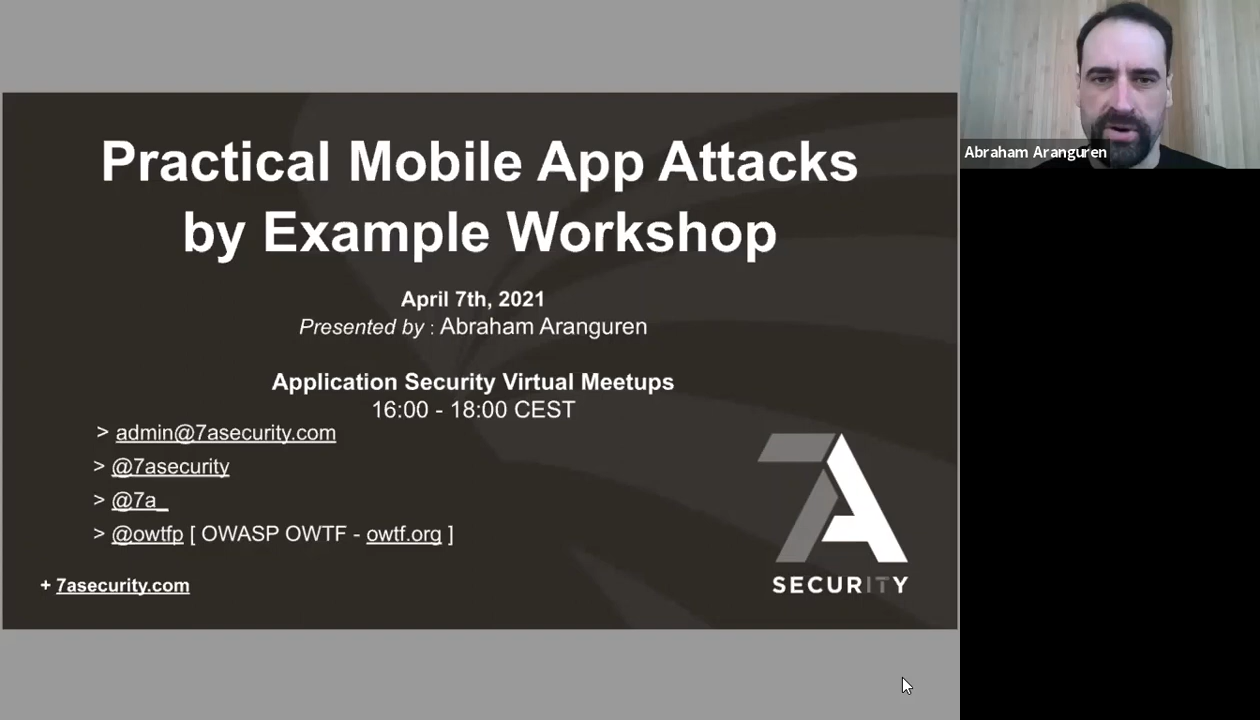 Practical Mobile App Attacks
by Example Workshop
April 7th, 2021
Presented by : Abraham Aranguren
Application Security Virtual Meetups
16:00 - 18:00 CEST
> admin@7asecurity.com
> @7asecurity
> @7a_
> @owtfp [ OWASP OWTF - owtf.org ]
+ 7asecurity.com
7A
SECURITY
Abraham Aranguren